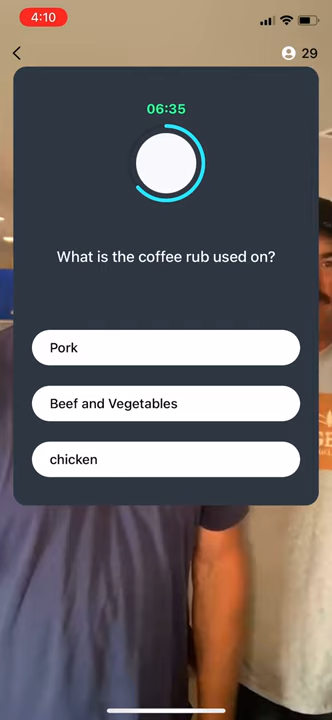 4:10
29
06:35
What is the coffee rub used on?
Pork
Beef and Vegetables
chicken